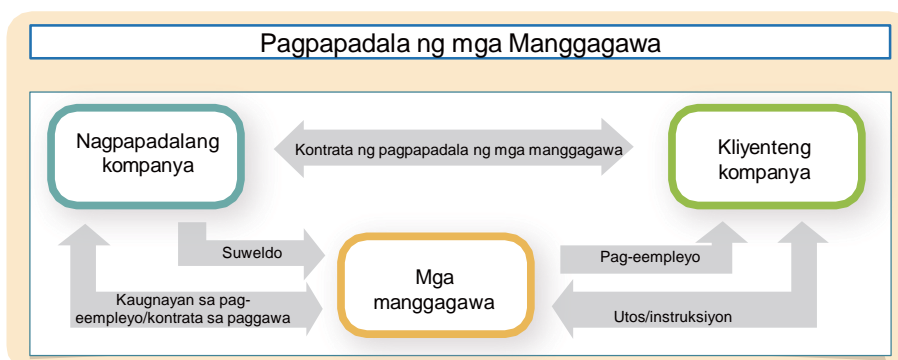 Pagpapadala ng mga Manggagawa
Nagpapadalang
kompanya
Kontrata ng pagpapadala ng mga manggagawa
Kliyenteng
kompanya
Suweldo
Pag-eempleyo
Mga
manggagawa
Kaugnayan sa pag-
eempleyo/kontrata sa paggawa
Utos/instruksiyon